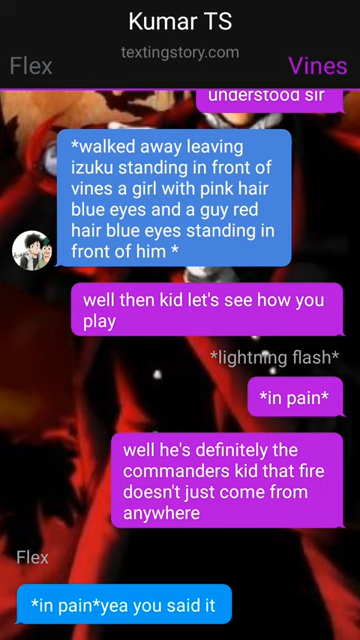 Kumar TS
textingstory.com
Flex
Vines
understood sir
*walked away leaving
izuku standing in front of
vines a girl with pink hair
blue eyes and a guy red
hair blue eyes standing in
front of him *
well then kid let's see how you
play
*lightning flash*
*in pain*
well he's definitely the
commanders kid that fire
doesn't just come from
anywhere
Flex
*in pain*yea you said it